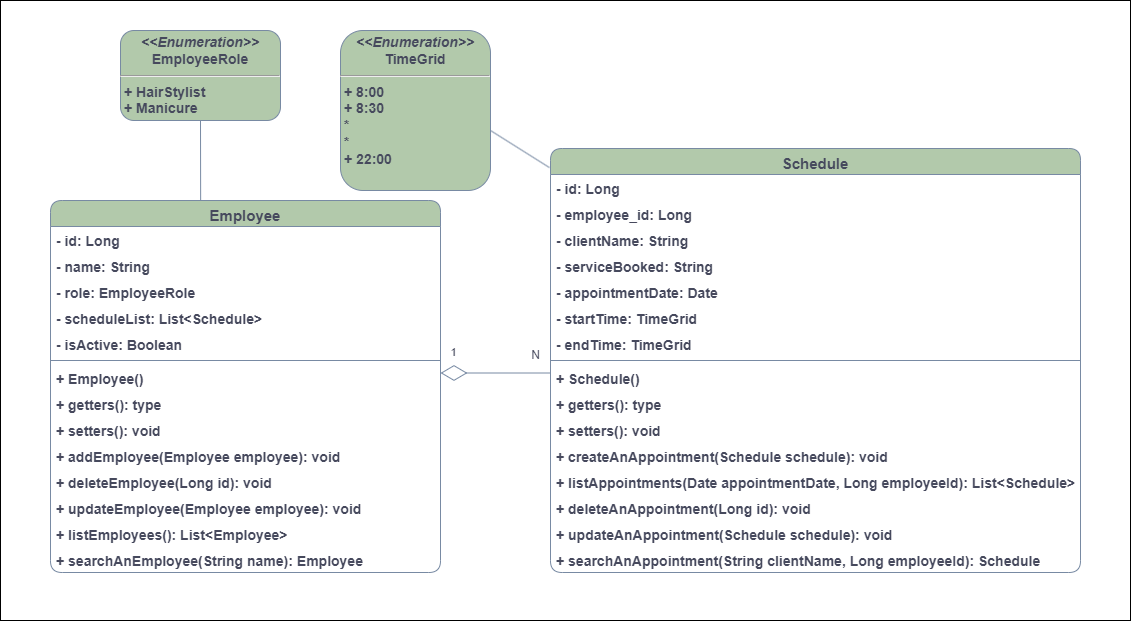 <<Enumeration>>
EmployeeRole
+ HairStylist
+ Manicure
<<Enumeration>>
TimeGrid
+ 8:00
+ 8:30
*
*
+ 22:00
Employee
- id: Long
- name: String
- role: EmployeeRole
- scheduleList: List<Schedule>
- isActive: Boolean
+ Employee()
+ getters(): type
+ setters(): void
+ addEmployee(Employee employee): void
+ deleteEmployee(Long id): void
+ updateEmployee(Employee employee): void
+ listEmployees(): List<Employee>
+ searchAnEmployee(String name): Employee
1
N
Schedule
- id: Long
- employee_id: Long
- clientName: String
- serviceBooked: String
- appointmentDate: Date
- startTime: TimeGrid
- endTime: TimeGrid
+ Schedule()
+ getters(): type
+ setters(): void
+ createAnAppointment(Schedule schedule): void
+ listAppointments(Date appointmentDate, Long employeeId): List<Schedule>
+ deleteAnAppointment(Long id): void
+ updateAnAppointment(Schedule schedule): void
+ searchAnAppointment(String clientName, Long employeeId): Schedule